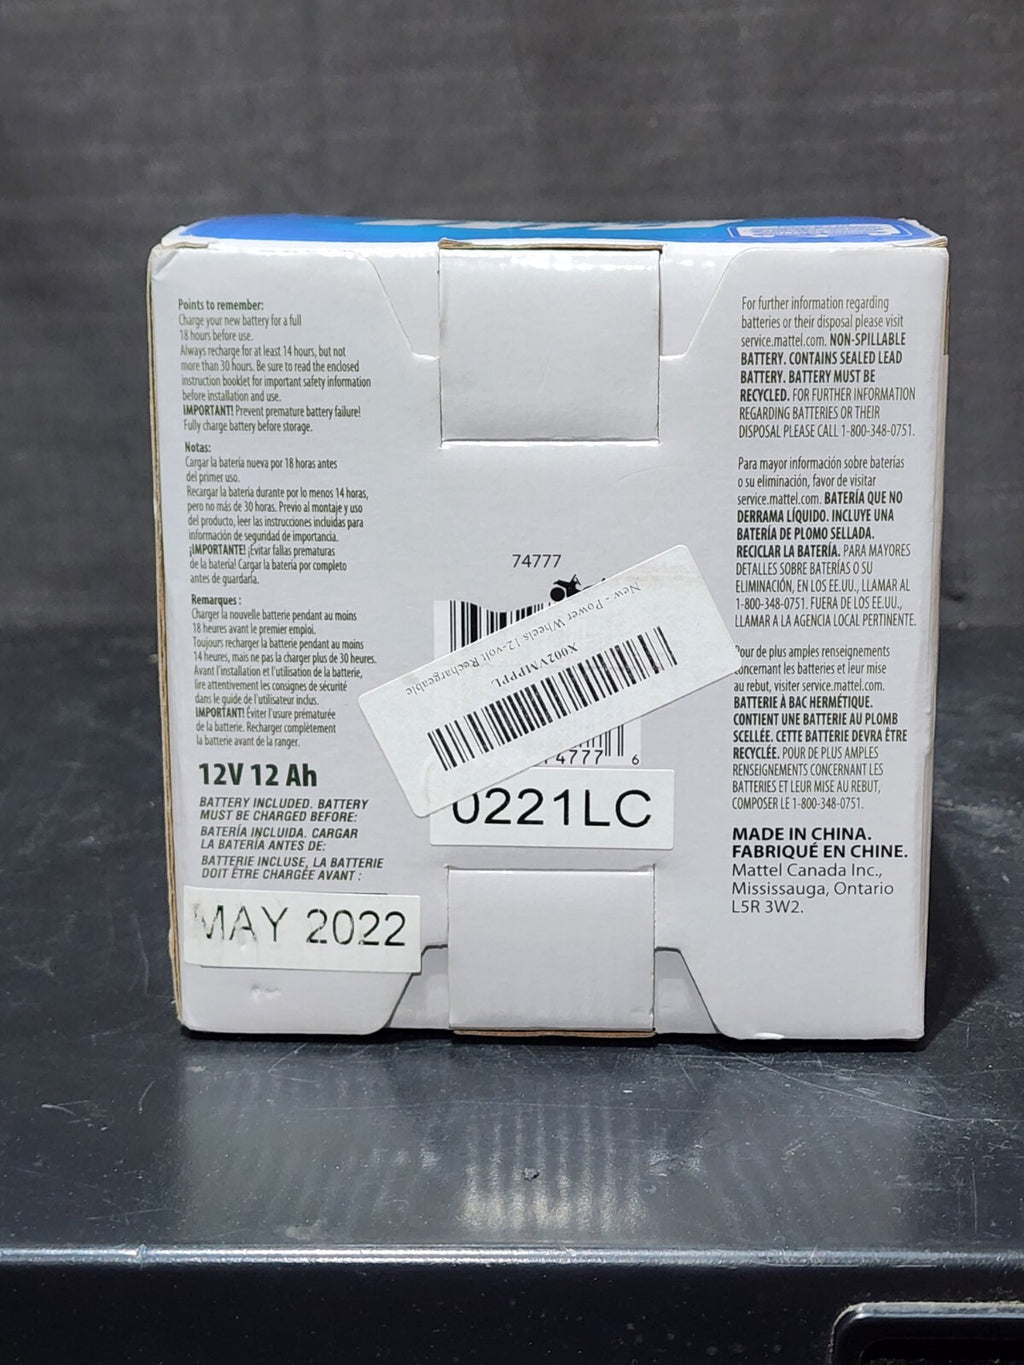 Points to remember:
Charge your new battery for a full
18 hours before use.
Always recharge for at least 14 hours, but not
more than 30 hours. Be sure to read the enclosed
instruction booklet for important safety information
before installation and use.
IMPORTANT! Prevent premature battery failure!
Fully charge battery before storage.
Notas:
Cargar la batería nueva por 18 horas antes
del primer uso.
Recargar la batería durante por lo menos 14 horas,
pero no más de 30 horas. Previo al montaje y uso
del producto, leer las instrucciones incluidas para
información de seguridad de importancia.
¡IMPORTANTE! ¡Evitar fallas prematuras
de la batería! Cargar la batería por completo
antes de guardarla.
Remarques :
Charger la nouvelle batterie pendant au moins
18 heures avant le premier emploi.
Toujours recharger la batterie pendant au moins
14 heures, mais ne pas la charger plus de 30 heures.
Avant l'installation et l'utilisation de la batterie,
lire attentivement les consignes de sécurité
dans le guide de l'utilisateur inclus.
IMPORTANT! Éviter l'usure prématurée
de la batterie. Recharger complètement
la batterie avant de la ranger.
12V 12 Ah
BATTERY INCLUDED. BATTERY
MUST BE CHARGED BEFORE:
BATERÍA INCLUIDA. CARGAR
LA BATERÍA ANTES DE:
BATTERIE INCLUSE, LA BATTERIE
DOIT ÊTRE CHARGÉE AVANT :
MAY 2022
74777
New - Power Wheels 12-volt Rechargeable
X002VAPPPL
74777 6
0221LC
For further information regarding
batteries or their disposal please visit
service.mattel.com. NON-SPILLABLE
BATTERY. CONTAINS SEALED LEAD
BATTERY. BATTERY MUST BE
RECYCLED. FOR FURTHER INFORMATION
REGARDING BATTERIES OR THEIR
DISPOSAL PLEASE CALL 1-800-348-0751.
Para mayor información sobre baterías
o su eliminación, favor de visitar
service.mattel.com. BATERÍA QUE NO
DERRAMA LÍQUIDO. INCLUYE UNA
BATERÍA DE PLOMO SELLADA.
RECICLAR LA BATERÍA. PARA MAYORES
DETALLES SOBRE BATERÍAS O SU
ELIMINACIÓN, EN LOS EE.UU., LLAMAR AL
1-800-348-0751. FUERA DE LOS EE.UU.,
LLAMAR A LA AGENCIA LOCAL PERTINENTE.
Pour de plus amples renseignements
concernant les batteries et leur mise
au rebut, visiter service.mattel.com.
BATTERIE À BAC HERMÉTIQUE.
CONTIENT UNE BATTERIE AU PLOMB
SCELLÉE. CETTE BATTERIE DEVRA ÊTRE
RECYCLÉE. POUR DE PLUS AMPLES
RENSEIGNEMENTS CONCERNANT LES
BATTERIES ET LEUR MISE AU REBUT,
COMPOSER LE 1-800-348-0751.
MADE IN CHINA.
FABRIQUÉ EN CHINE.
Mattel Canada Inc.,
Mississauga, Ontario
L5R 3W2.